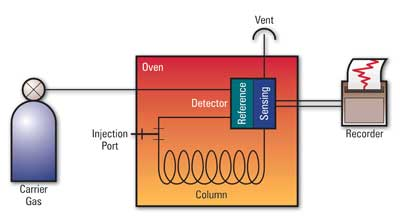 Vent
Oven
Detector
Reference
Sensing
Injection
Port
Column
Carrier
Gas
Recorder